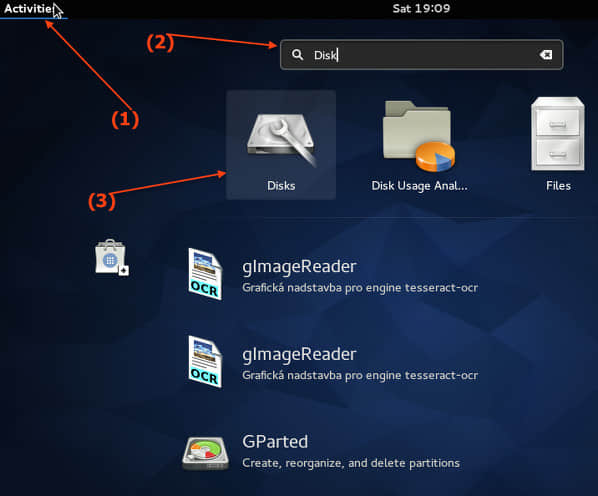 Activities
Sat 19:09
(2)
Disk
(1)
Disks
Disk Usage Anal...
Files
(3)
gImageReader
OCR
Grafická nadstavba pro engine tesseract-ocr
gImageReader
OCR
Grafická nadstavba pro engine tesseract-ocr
GParted
Create, reorganize, and delete partitions